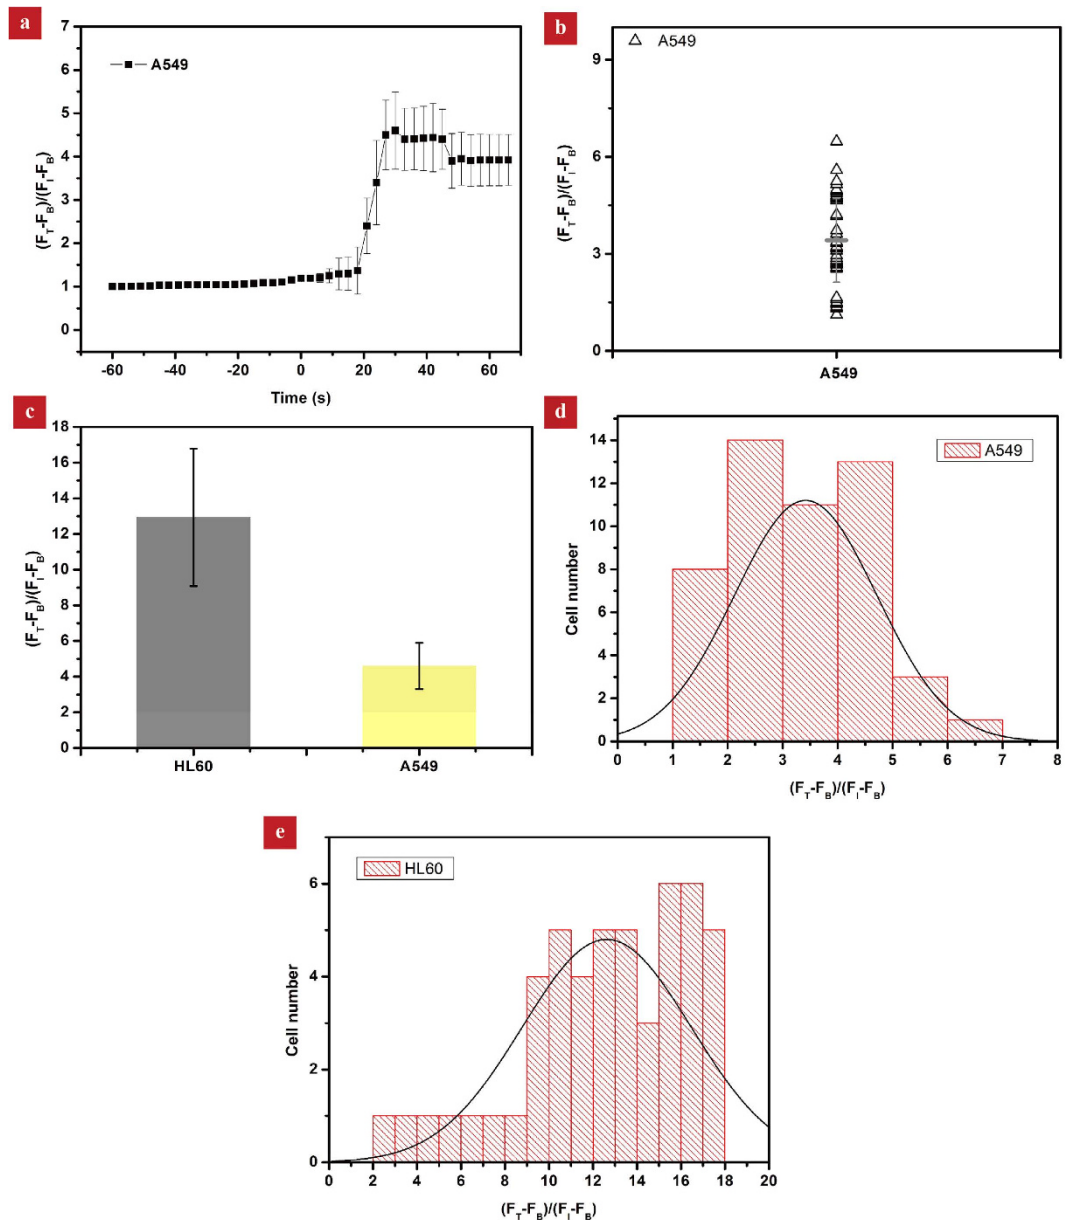 a
7
6
5
4
3
2
1
0
A549
(F_T-F_B)/(F_I-F_B)
-60 -40 -20 0 20 40 60
Time (s)
b
9
6
3
0
A549
(F_T-F_B)/(F_I-F_B)
A549
c
18
16
14
12
10
8
6
4
2
0
(F_T-F_B)/(F_I-F_B)
HL60 A549
d
14
12
10
8
6
4
2
0
A549
Cell number
0 1 2 3 4 5 6 7 8
(F_T-F_B)/(F_I-F_B)
e
6
4
2
0
HL60
Cell number
0 2 4 6 8 10 12 14 16 18 20
(F_T-F_B)/(F_I-F_B)